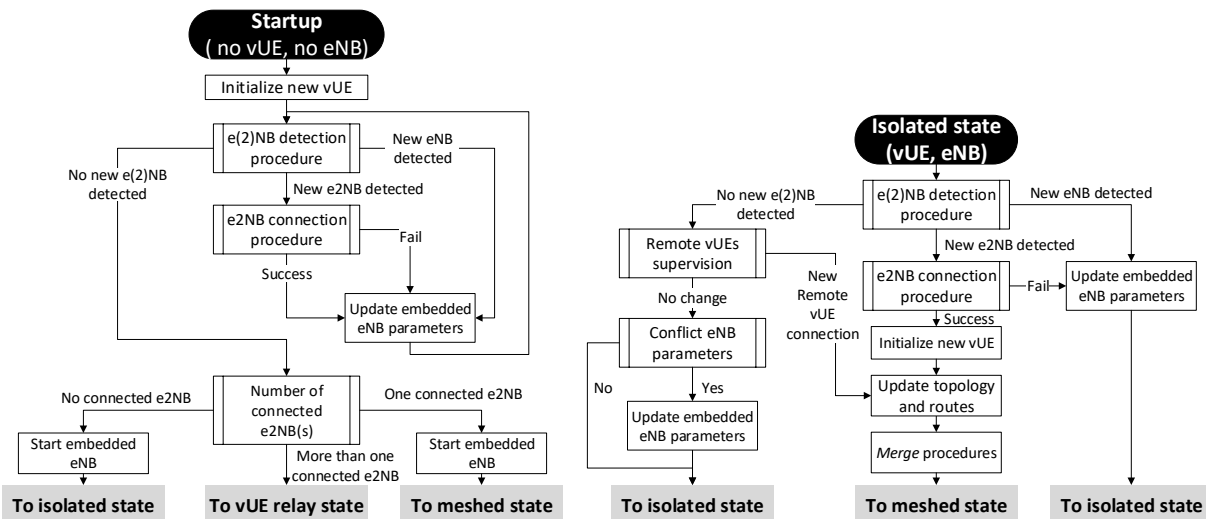 Startup
( no vUE, no eNB)
Initialize new vUE
e(2)NB detection
procedure
New eNB
detected
No new e(2)NB
detected
New e2NB detected
e2NB connection
procedure
Fail
Success
Update embedded
eNB parameters
Number of
connected
e2NB(s)
No connected e2NB
One connected e2NB
Start embedded
eNB
More than one
connected e2NB
Start embedded
eNB
To isolated state
To vUE relay state
To meshed state
Isolated state
(vUE, eNB)
e(2)NB detection
procedure
No new e(2)NB
detected
New eNB detected
New e2NB detected
Remote vUEs
supervision
e2NB connection
procedure
Fail
Update embedded
eNB parameters
New
Remote
vUE
connection
No change
Success
Conflict eNB
parameters
Initialize new vUE
No
Yes
Update topology
and routes
Update embedded
eNB parameters
Merge procedures
To isolated state
To meshed state
To isolated state